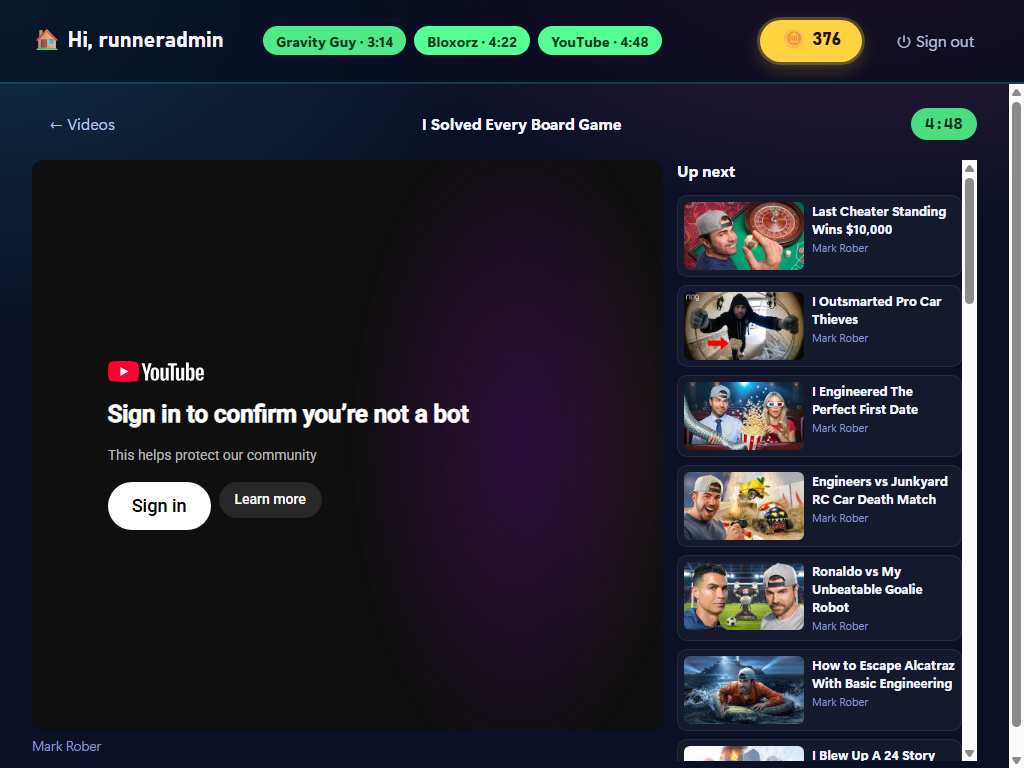 Hi, runneradmin
Gravity Guy · 3:14
Bloxorz · 4:22
YouTube · 4:48
376
Sign out
← Videos
I Solved Every Board Game
4:48
YouTube
Sign in to confirm you're not a bot
This helps protect our community
Sign in
Learn more
Mark Rober
Up next
Last Cheater Standing
Wins $10,000
Mark Rober
ring
I Outsmarted Pro Car
Thieves
Mark Rober
I Engineered The
Perfect First Date
Mark Rober
Engineers vs Junkyard
RC Car Death Match
Mark Rober
Ronaldo vs My
Unbeatable Goalie
Robot
Mark Rober
How to Escape Alcatraz
With Basic Engineering
Mark Rober
I Blew Up A 24 Story